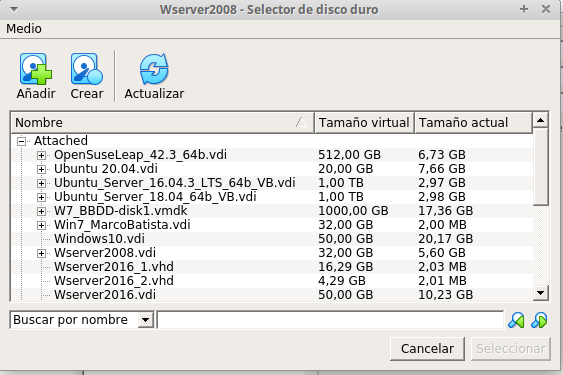 Wserver2008 - Selector de disco duro
Medio
Añadir Crear Actualizar
Nombre Tamaño virtual Tamaño actual
Attached
OpenSuseLeap_42.3_64b.vdi 512,00 GB 6,73 GB
Ubuntu 20.04.vdi 20,00 GB 7,66 GB
Ubuntu_Server_16.04.3_LTS_64b_VB.vdi 1,00 TB 2,97 GB
Ubuntu_Server_18.04_64b_VB.vdi 1,00 TB 2,98 GB
W7_BBDD-disk1.vmdk 1000,00 GB 17,36 GB
Win7_MarcoBatista.vdi 32,00 GB 2,00 MB
Windows10.vdi 50,00 GB 20,17 GB
Wserver2008.vdi 32,00 GB 5,60 GB
Wserver2016_1.vhd 16,29 GB 2,03 MB
Wserver2016_2.vhd 4,29 GB 2,01 MB
Wserver2016.vdi 50,00 GB 10,23 GB
Buscar por nombre
Cancelar Seleccionar